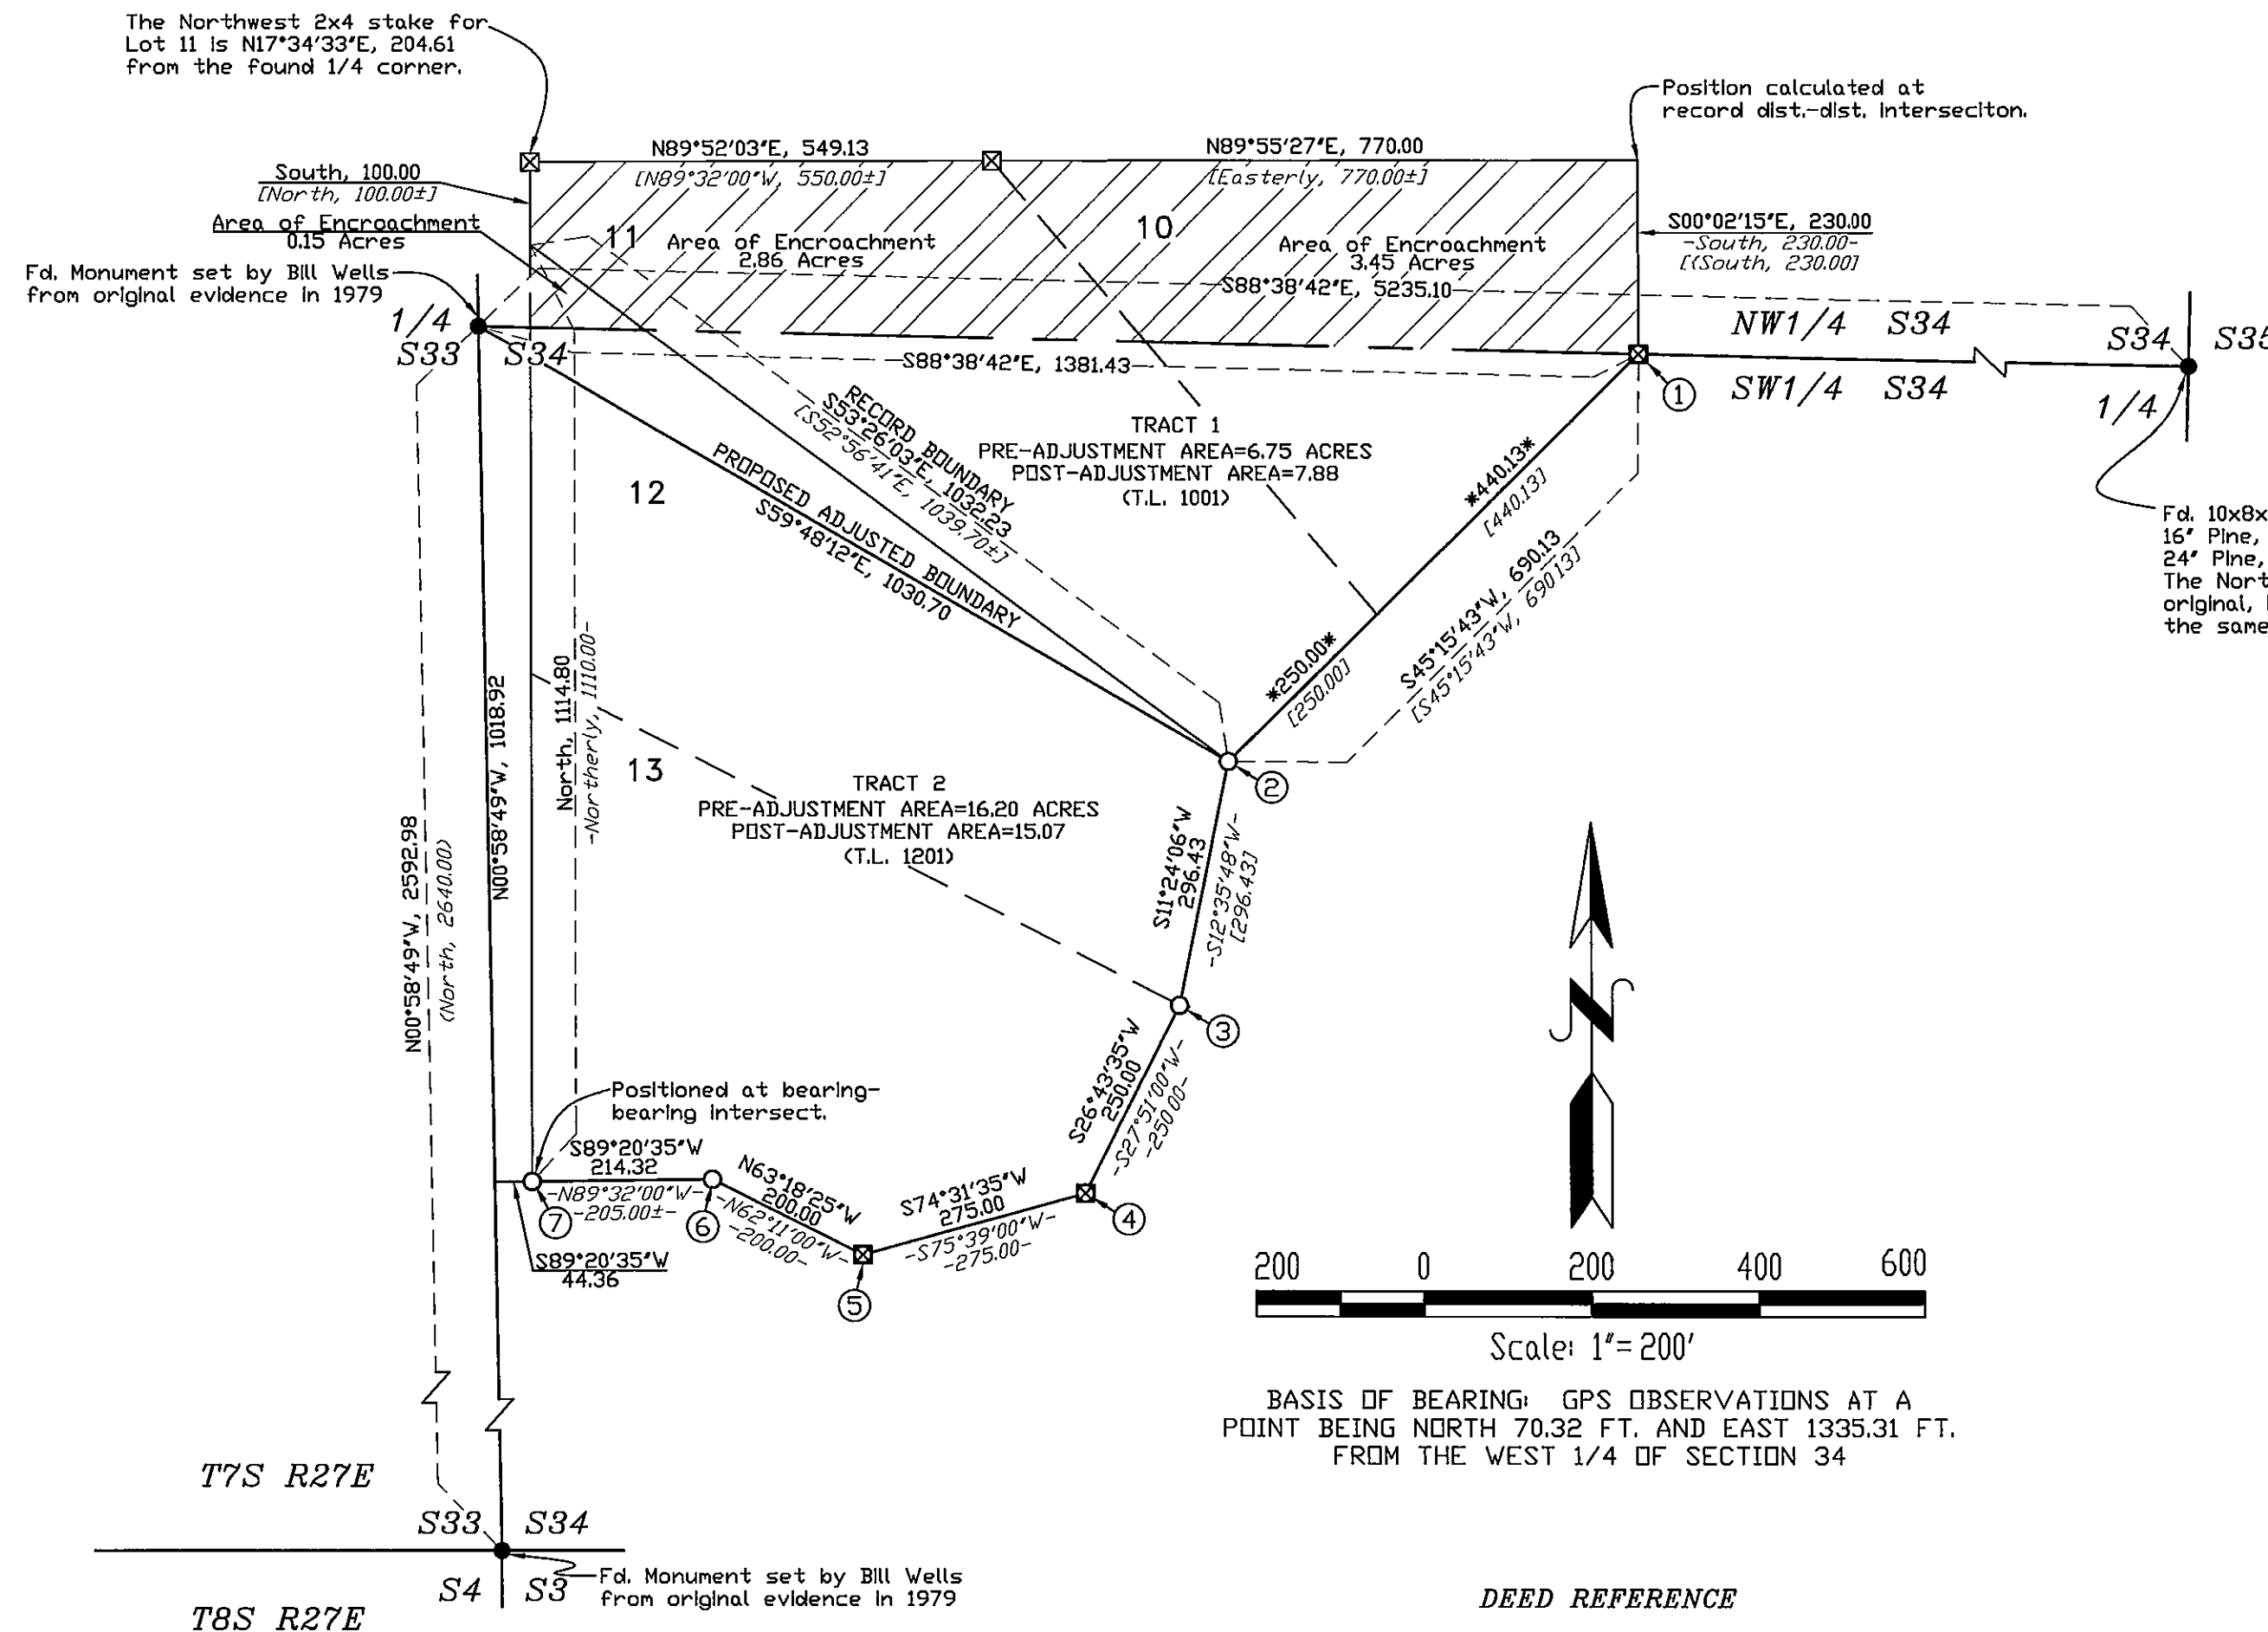 The Northwest 2x4 stake for
Lot 11 is N17°34'33"E, 204.61
from the found 1/4 corner.
Position calculated at
record dist.-dist. interseciton.
N89°52'03"E, 549.13
[N89°32'00"W, 550.00±]
N89°55'27"E, 770.00
[Easterly, 770.00±]
South, 100.00
[North, 100.00±]
Area of Encroachment
0.15 Acres
11
Area of Encroachment
2.86 Acres
10
Area of Encroachment
3.45 Acres
S00°02'15"E, 230.00
-South, 230.00-
[(South, 230.00]
Fd. Monument set by Bill Wells
from original evidence in 1979
S88°38'42"E, 5235.10
1/4
S33
S34
NW1/4 S34
S34
S35
S88°38'42"E, 1381.43
1
SW1/4 S34
1/4
RECORD BOUNDARY
S53°26'03"E, 1032.23
[S52°56'41"E, 1039.70±]
TRACT 1
PRE-ADJUSTMENT AREA=6.75 ACRES
POST-ADJUSTMENT AREA=7.88
(T.L. 1001)
12
PROPOSED ADJUSTED BOUNDARY
S59°48'12"E, 1030.70
*440.13*
[440.13]
Fd. 10x8x
16" Pine,
24" Pine,
The Nort
original,
the same
S45°15'43"W, 690.13
[S45°15'43"W, 690.13]
*250.00*
[250.00]
N00°58'49"W, 1018.92
North, 1114.80
-Northerly, 1110.00-
13
TRACT 2
PRE-ADJUSTMENT AREA=16.20 ACRES
POST-ADJUSTMENT AREA=15.07
(T.L. 1201)
2
N00°58'49"W, 2592.98
(North, 2640.00)
S11°24'06"W
296.43
-S12°35'48"W-
[296.43]
3
S26°43'35"W
250.00
-S27°51'00"W-
-250.00-
Positioned at bearing-
bearing intersect.
S89°20'35"W
214.32
-N89°32'00"W-
-205.00±-
7
6
N63°18'25"W
200.00
-N62°11'00"W-
-200.00-
S74°31'35"W
275.00
-S75°39'00"W-
-275.00-
4
5
S89°20'35"W
44.36
N
200 0 200 400 600
Scale: 1"=200'
BASIS OF BEARING: GPS OBSERVATIONS AT A
POINT BEING NORTH 70.32 FT. AND EAST 1335.31 FT.
FROM THE WEST 1/4 OF SECTION 34
T7S R27E
S33
S34
S4
S3
Fd. Monument set by Bill Wells
from original evidence in 1979
T8S R27E
DEED REFERENCE